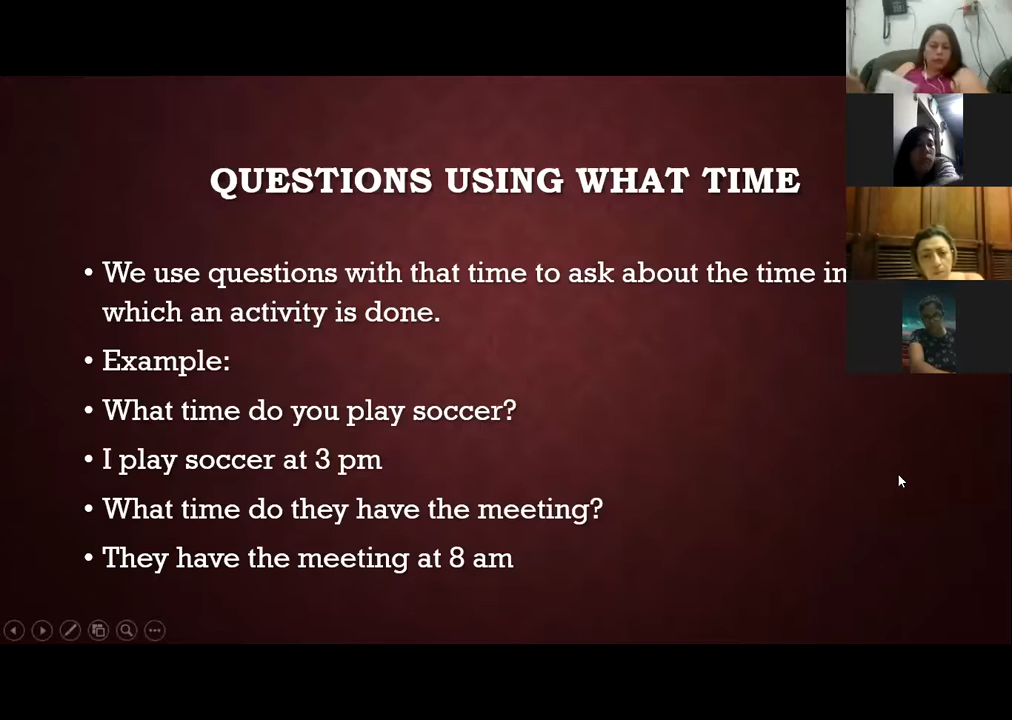 QUESTIONS USING WHAT TIME
• We use questions with that time to ask about the time in
which an activity is done.
• Example:
• What time do you play soccer?
• I play soccer at 3 pm
• What time do they have the meeting?
• They have the meeting at 8 am